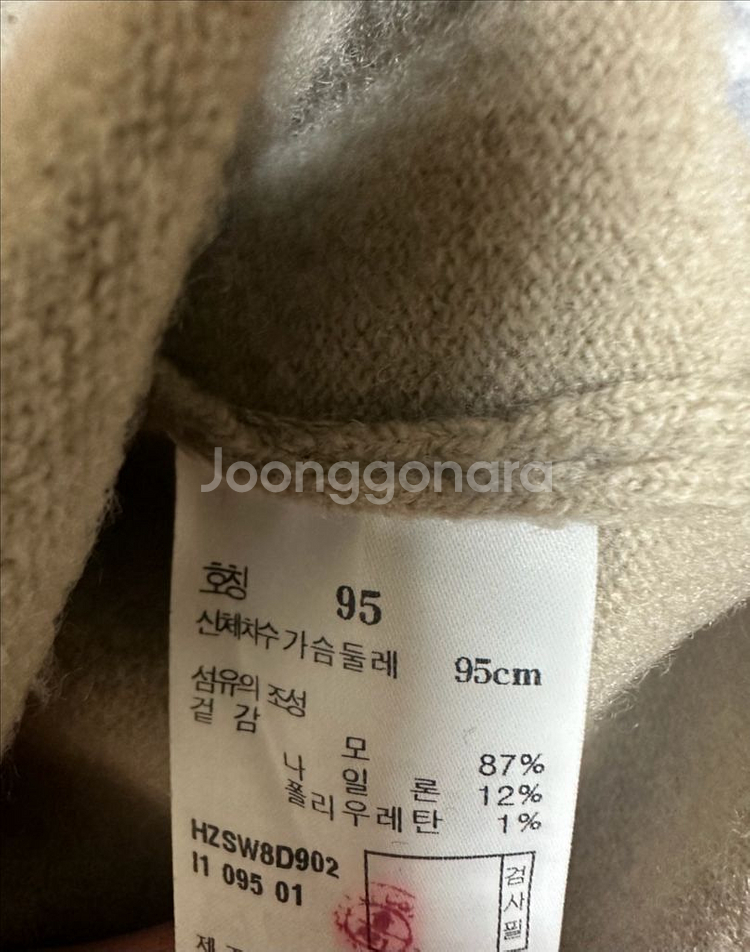 Joonggonara
호칭 95
신체치수 가슴둘레 95cm
섬유의 조성
겉 감
모 87%
나 일 론 12%
폴리우레탄 1%
HZSW8D902
I1 095 01
검사필
제 조